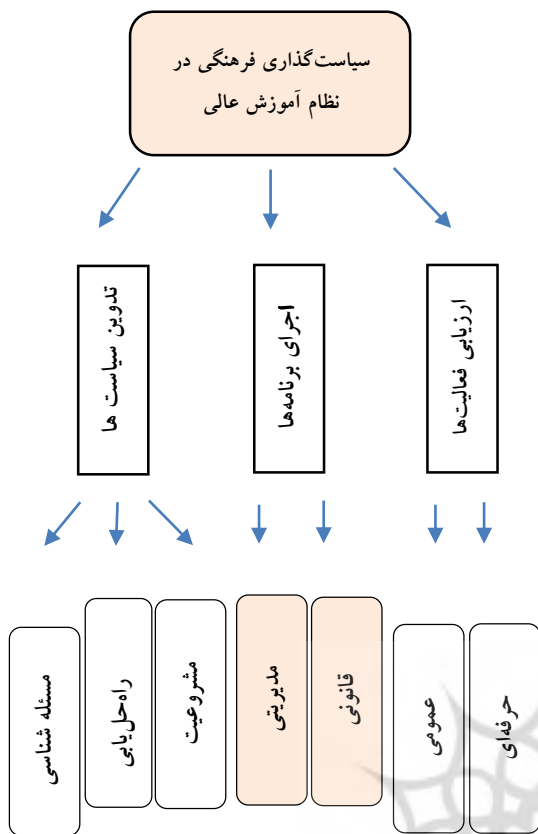 سیاست‌گذاری فرهنگی در
نظام آموزش عالی
ارزیابی فعالیت‌ها
اجرای برنامه‌ها
تدوین سیاست ها
حرفه‌ای
عمومی
قانونی
مدیریتی
مشروعیت
راه‌حل‌یابی
مسئله شناسی